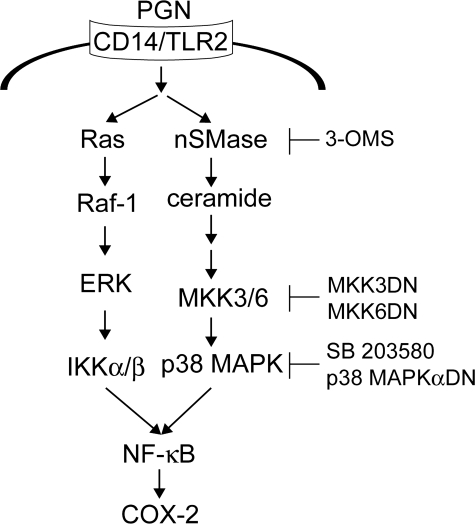 PGN
CD14/TLR2
Ras
nSMase
3-OMS
Raf-1
ceramide
ERK
MKK3/6
MKK3DN
MKK6DN
IKKα/β
p38 MAPK
SB 203580
p38 MAPKαDN
NF-κB
COX-2